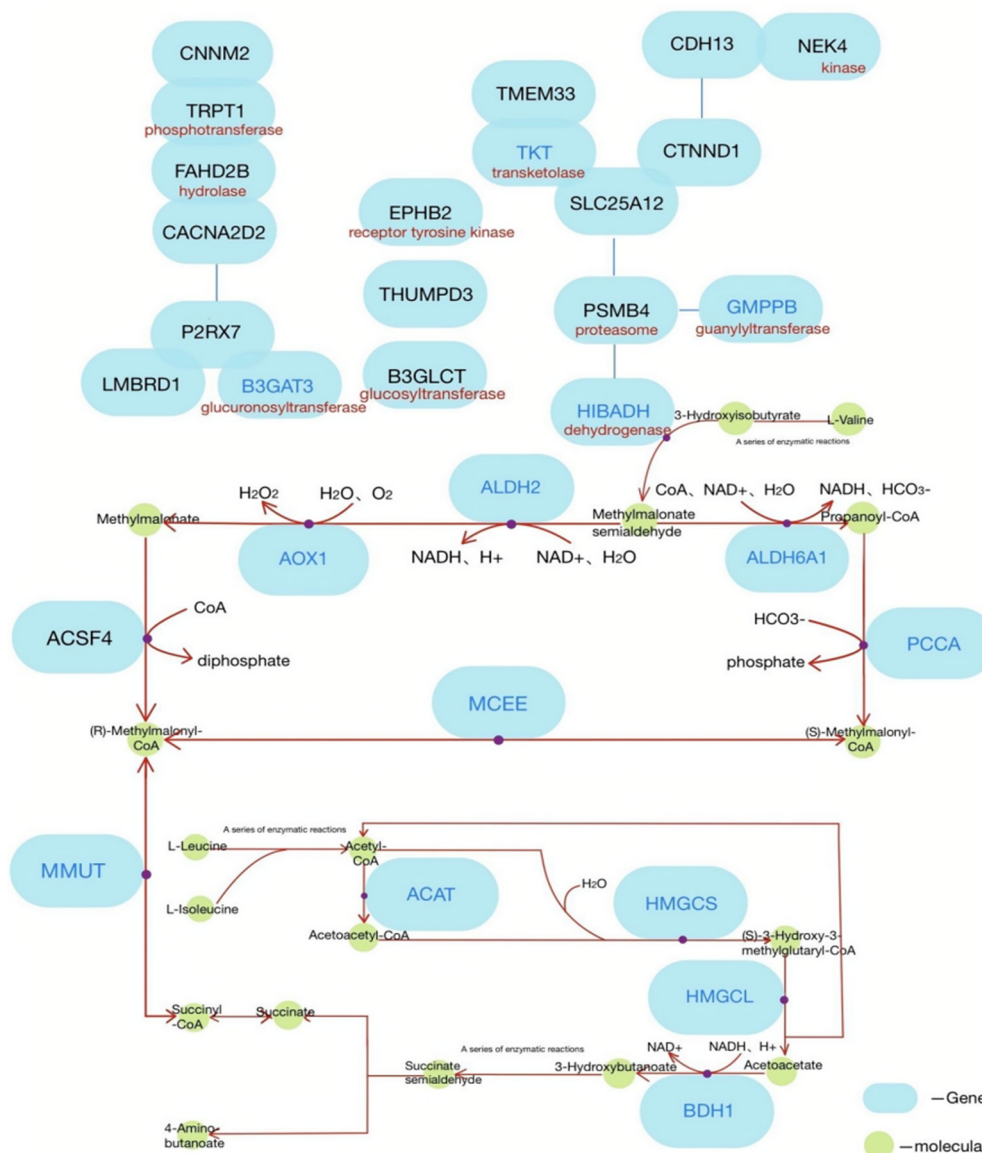 CDH13
NEK4
kinase
CNNM2
TMEM33
TRPT1
phosphotransferase
TKT
transketolase
CTNND1
FAHD2B
hydrolase
SLC25A12
EPHB2
receptor tyrosine kinase
CACNA2D2
THUMPD3
PSMB4
proteasome
GMPPB
guanylyltransferase
P2RX7
LMBRD1
B3GAT3
glucuronosyltransferase
B3GLCT
glucosyltransferase
HIBADH
dehydrogenase
3-Hydroxyisobutyrate
L-Valine
A series of enzymatic reactions
H2O2
H2O、O2
ALDH2
CoA、NAD+、H2O
NADH、HCO3-
Methylmalonate
Methylmalonate
semialdehyde
Propanoyl-CoA
AOX1
NADH、H+
NAD+、H2O
ALDH6A1
ACSF4
CoA
diphosphate
HCO3-
phosphate
PCCA
MCEE
(R)-Methylmalonyl-
CoA
(S)-Methylmalonyl-
CoA
A series of enzymatic reactions
L-Leucine
Acetyl-
CoA
MMUT
ACAT
H2O
HMGCS
L-Isoleucine
Acetoacetyl-CoA
(S)-3-Hydroxy-3-
methylglutaryl-CoA
HMGCL
Succinyl
-CoA
Succinate
A series of enzymatic reactions
NAD+
NADH、H+
Succinate
semialdehyde
3-Hydroxybutanoate
Acetoacetate
BDH1
—Gene
4-Amino-
butanoate
—molecula